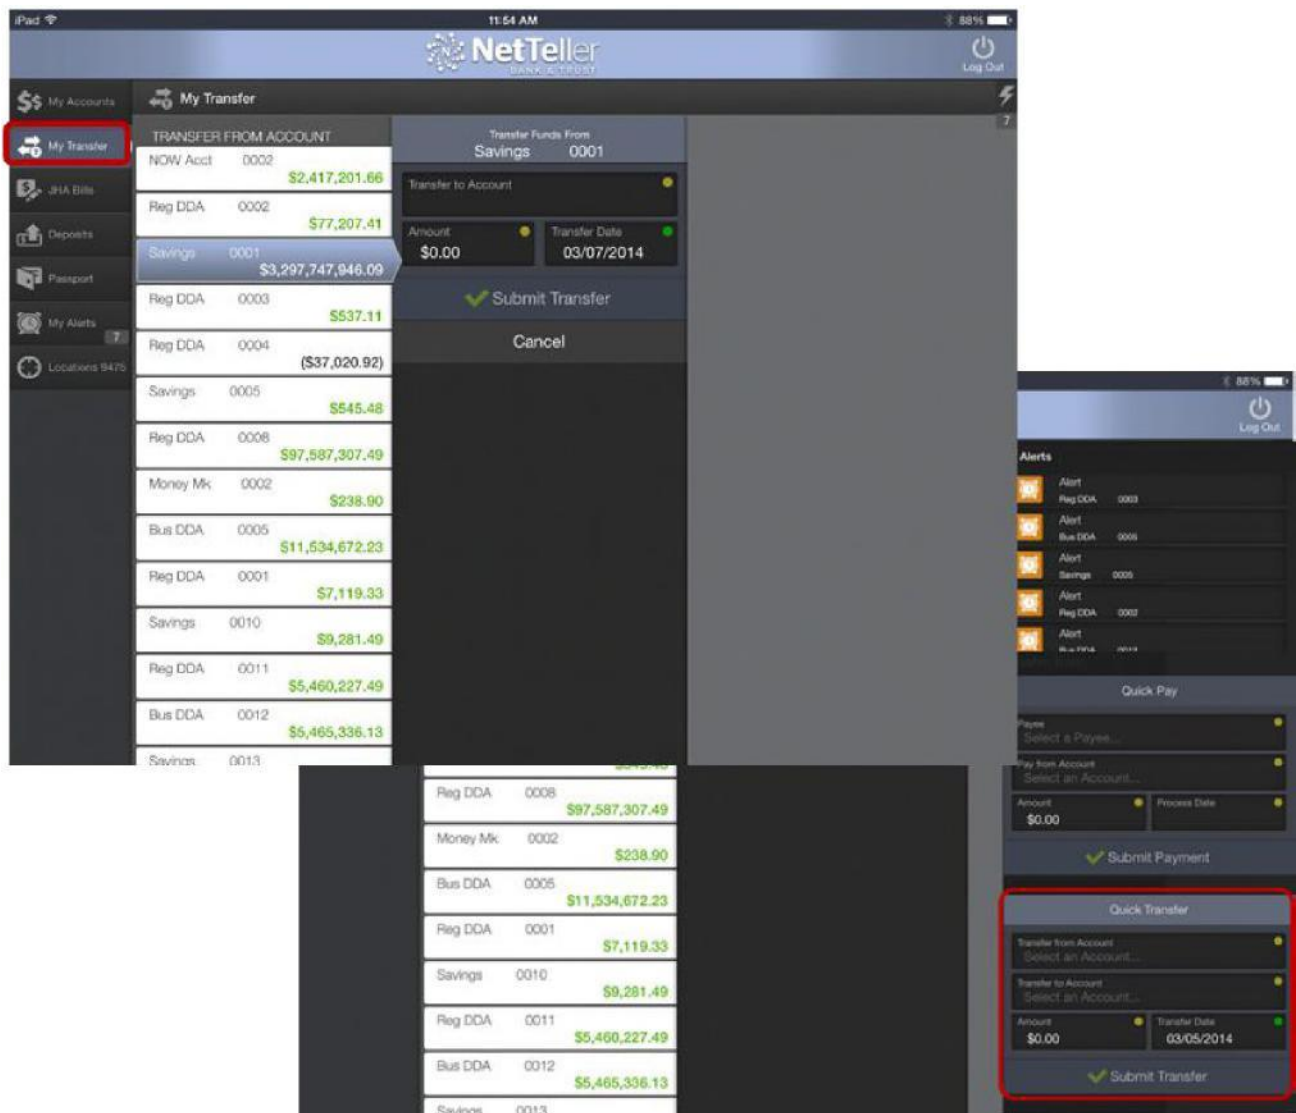 iPad
11:54 AM
88%
NetTeller
BANK & TRUST
Log Out
My Accounts
My Transfer
JHA Bills
Deposits
Passport
My Alerts
7
Locations 9475
My Transfer
7
TRANSFER FROM ACCOUNT
NOW Acct 0002
$2,417,201.66
Reg DDA 0002
$77,207.41
Savings 0001
$3,297,747,946.09
Reg DDA 0003
$537.11
Reg DDA 0004
($37,020.92)
Savings 0005
$545.48
Reg DDA 0008
$97,587,307.49
Money Mk 0002
$238.90
Bus DDA 0005
$11,534,672.23
Reg DDA 0001
$7,119.33
Savings 0010
$9,281.49
Reg DDA 0011
$5,460,227.49
Bus DDA 0012
$5,465,336.13
Savings 0013
Transfer Funds From
Savings 0001
Transfer to Account
Amount
$0.00
Transfer Date
03/07/2014
Submit Transfer
Cancel
Reg DDA 0008
$97,587,307.49
Money Mk 0002
$238.90
Bus DDA 0005
$11,534,672.23
Reg DDA 0001
$7,119.33
Savings 0010
$9,281.49
Reg DDA 0011
$5,460,227.49
Bus DDA 0012
$5,465,336.13
Savings 0013
88%
Log Out
Alerts
Alert
Reg DDA 0003
Alert
Bus DDA 0005
Alert
Savings 0005
Alert
Reg DDA 0002
Alert
Quick Pay
Payee
Select a Payee...
Pay from Account
Select an Account...
Amount
$0.00
Process Date
Submit Payment
Quick Transfer
Transfer from Account
Select an Account...
Transfer to Account
Select an Account...
Amount
$0.00
Transfer Date
03/05/2014
Submit Transfer